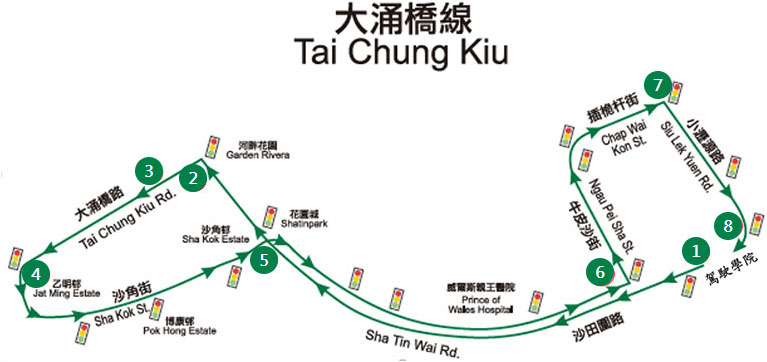 大涌橋線
Tai Chung Kiu
7
插桅杆街
Chap Wai
Kon St.
小瀝源路
Siu Lek Yuen Rd.
河畔花園
Garden Rivera
3
2
大涌橋路
Tai Chung Kiu Rd.
沙角邨
Sha Kok Estate
花園城
Shatinpark
5
牛皮沙街
Ngau Pei Sha St.
8
駕駛學院
1
4
乙明邨
Jat Ming Estate
沙角街
Sha Kok St.
博康邨
Pok Hong Estate
威爾斯親王醫院
Prince of
Wales Hospital
6
沙田圍路
Sha Tin Wai Rd.